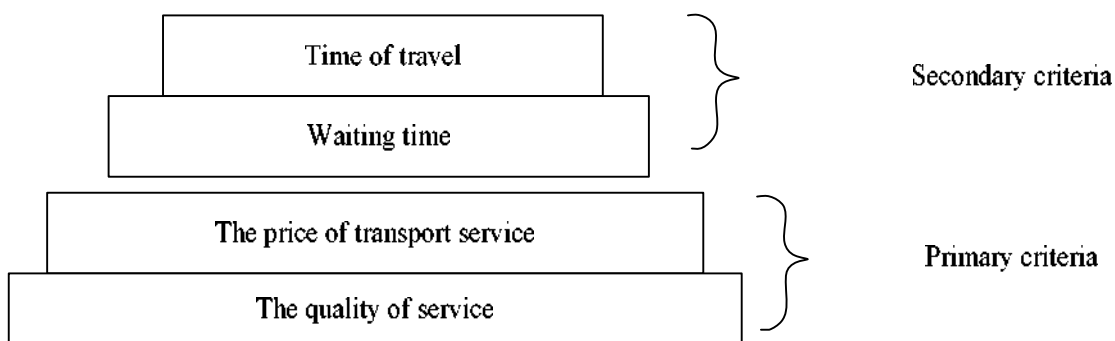 Time of travel
Secondary criteria
Waiting time
The price of transport service
Primary criteria
The quality of service